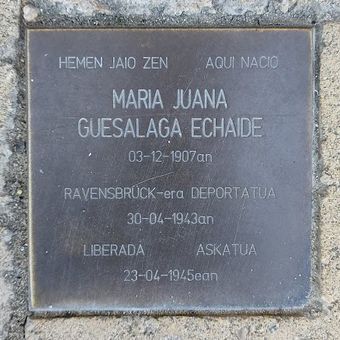 HEMEN JAIO ZEN AQUI NACIO
MARIA JUANA
GUESALAGA ECHAIDE
03-12-1907an
RAVENSBRÜCK-era DEPORTATUA
30-04-1943an
LIBERADA ASKATUA
23-04-1945ean